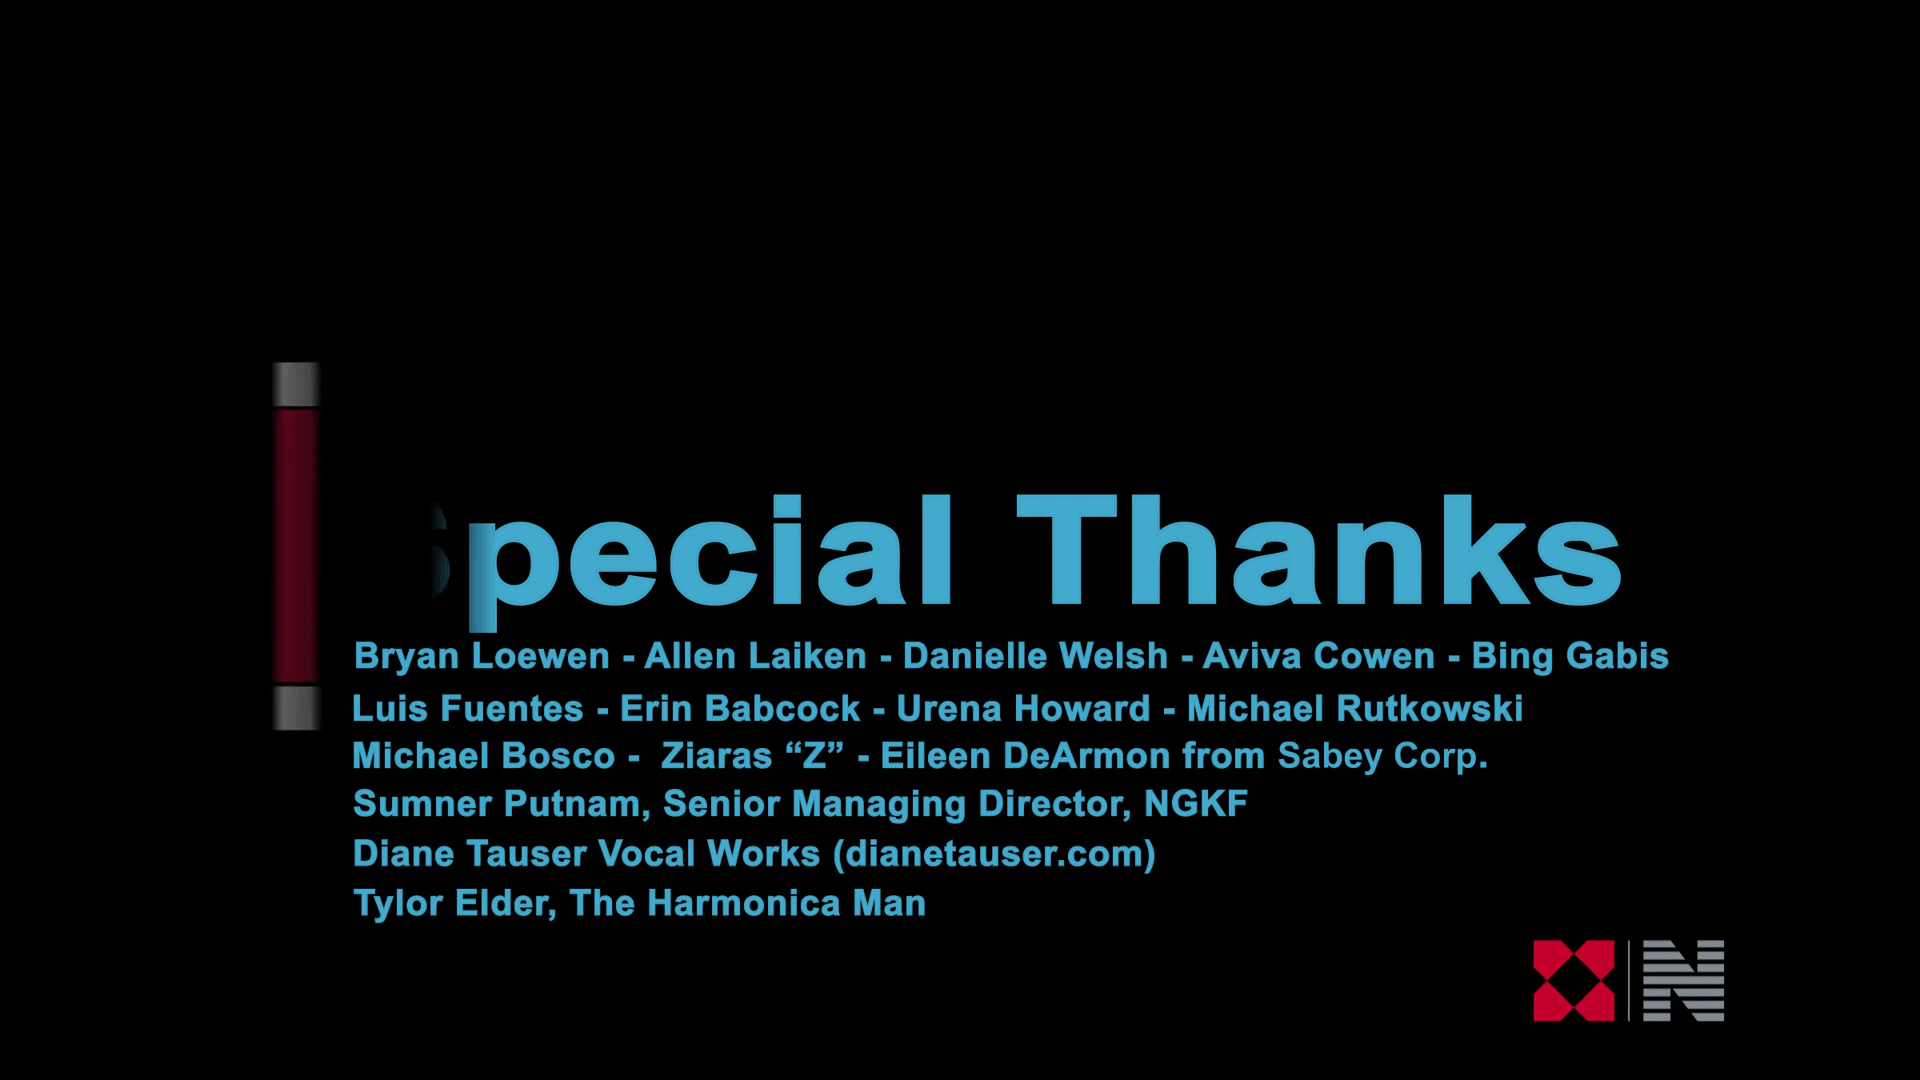 Special Thanks
Bryan Loewen - Allen Laiken - Danielle Welsh - Aviva Cowen - Bing Gabis
Luis Fuentes - Erin Babcock - Urena Howard - Michael Rutkowski
Michael Bosco -  Ziaras “Z” - Eileen DeArmon from Sabey Corp.
Sumner Putnam, Senior Managing Director, NGKF
Diane Tauser Vocal Works (dianetauser.com)
Tylor Elder, The Harmonica Man
N